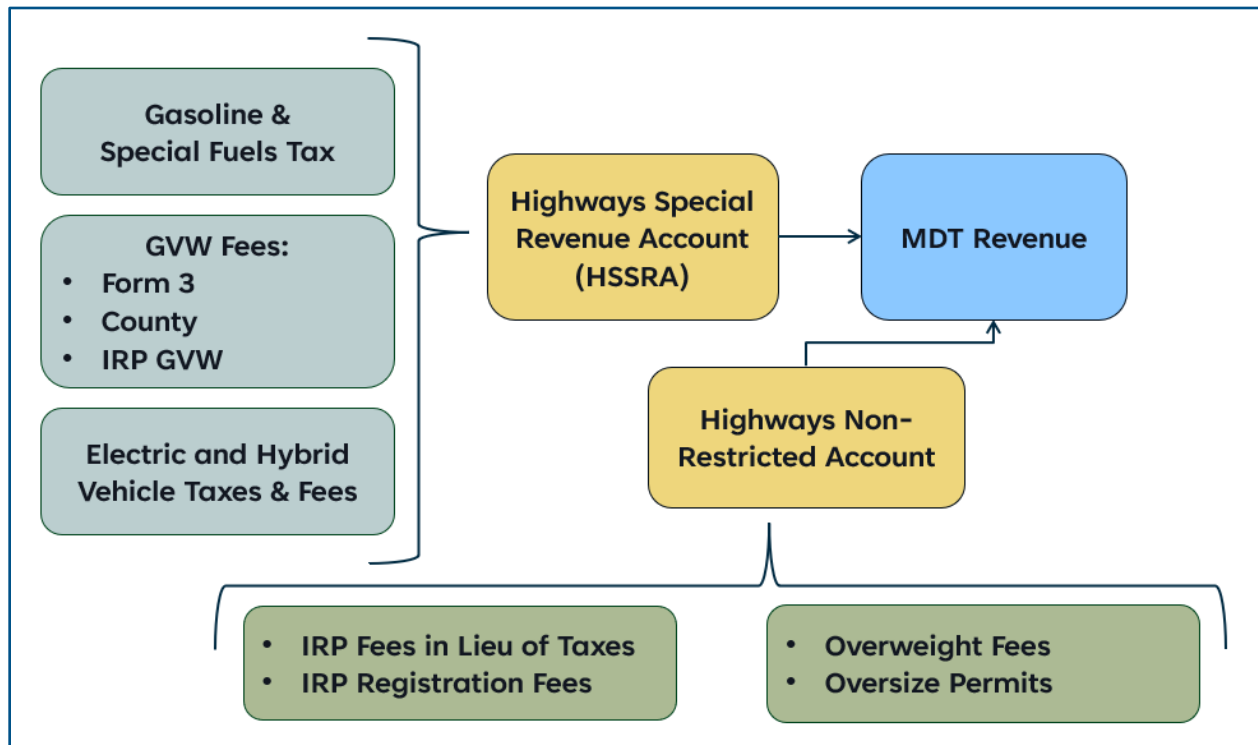 Gasoline &
Special Fuels Tax
GVW Fees:
• Form 3
• County
• IRP GVW
Electric and Hybrid
Vehicle Taxes & Fees
Highways Special
Revenue Account
(HSSRA)
MDT Revenue
Highways Non-
Restricted Account
• IRP Fees in Lieu of Taxes
• IRP Registration Fees
• Overweight Fees
• Oversize Permits